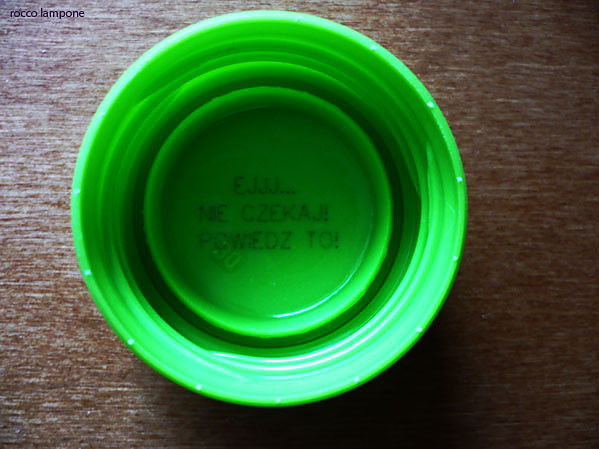 rocco lampone
EJJJ...
NIE CZEKAJ!
POWIEDZ TO!